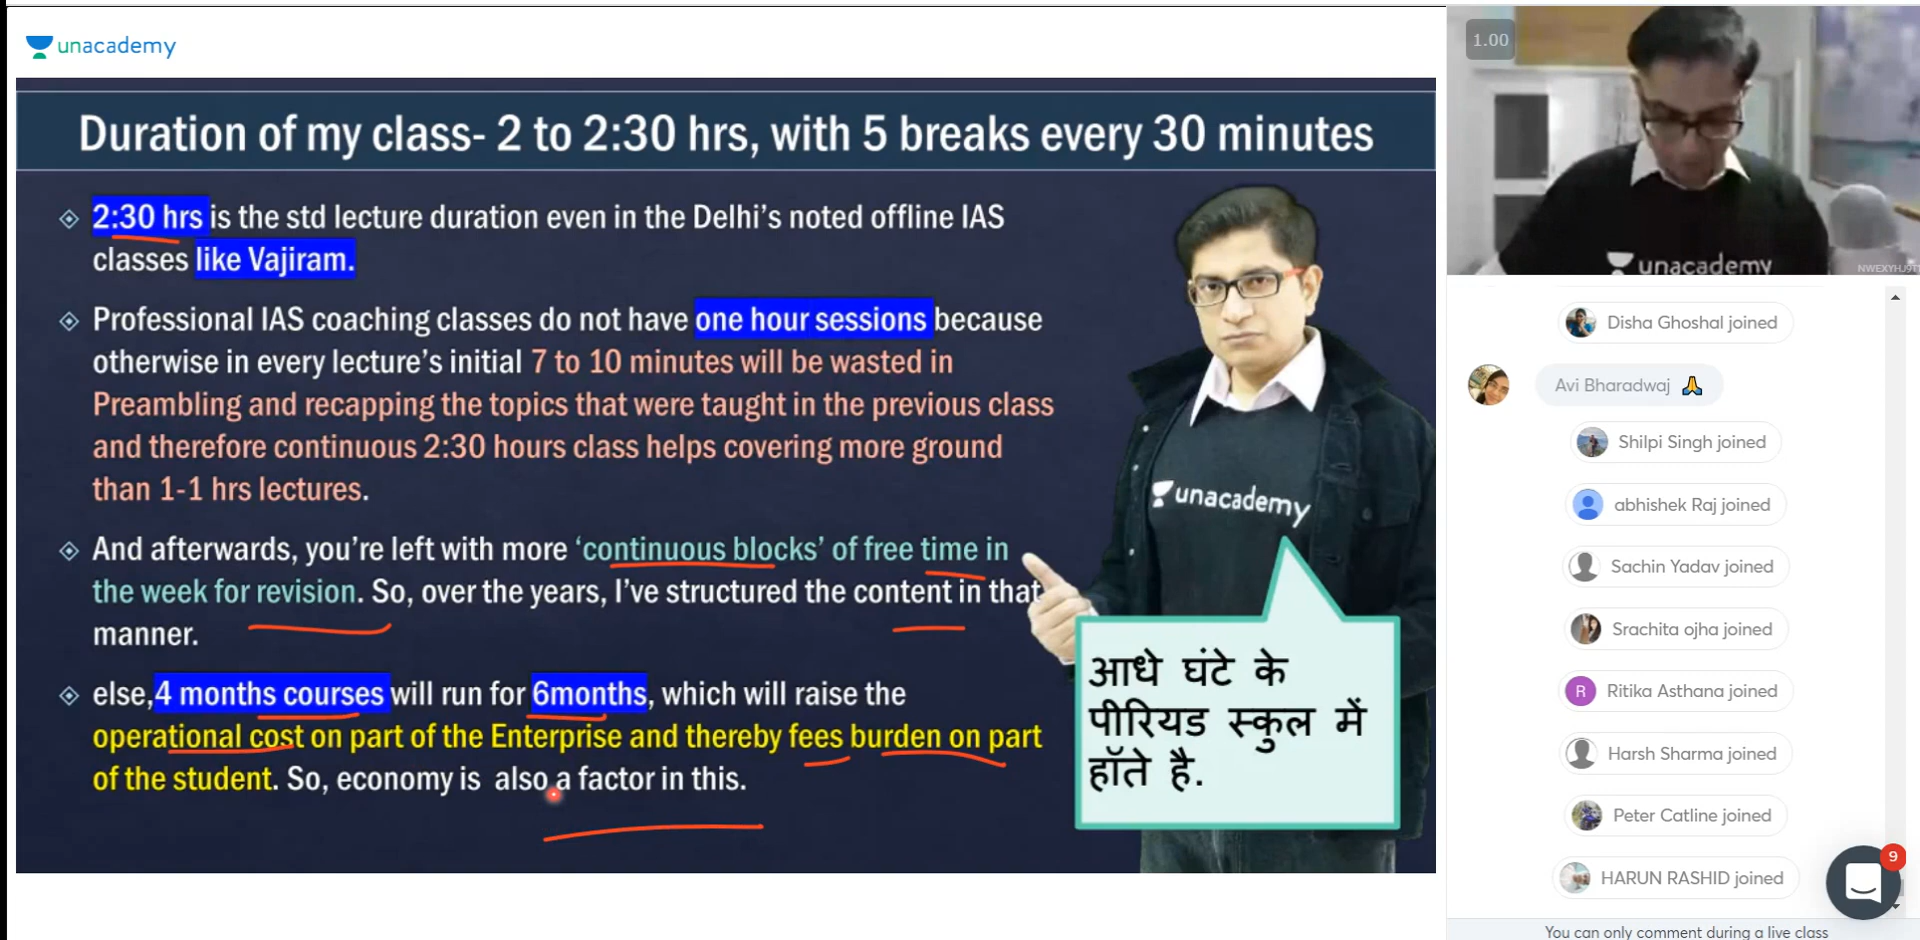 unacademy
Duration of my class- 2 to 2:30 hrs, with 5 breaks every 30 minutes
2:30 hrs is the std lecture duration even in the Delhi's noted offline IAS
classes like Vajiram.
Professional IAS coaching classes do not have one hour sessions because
otherwise in every lecture's initial 7 to 10 minutes will be wasted in
Preambling and recapping the topics that were taught in the previous class
and therefore continuous 2:30 hours class helps covering more ground
than 1-1 hrs lectures.
And afterwards, you're left with more 'continuous blocks' of free time in
the week for revision. So, over the years, I've structured the content in that
manner.
else,4 months courses will run for 6months, which will raise the
operational cost on part of the Enterprise and thereby fees burden on part
of the student. So, economy is also a factor in this.
unacademy
आधे घंटे के
पीरियड स्कुल में
हॉते है.
1.00
unacademy
Disha Ghoshal joined
Avi Bharadwaj 🙏
Shilpi Singh joined
abhishek Raj joined
Sachin Yadav joined
Srachita ojha joined
R Ritika Asthana joined
Harsh Sharma joined
Peter Catline joined
HARUN RASHID joined
9
You can only comment during a live class